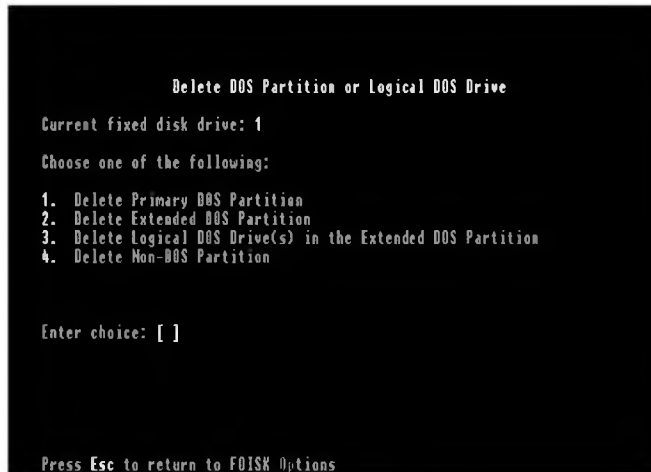 Delete DOS Partition or Logical DOS Drive
Current fixed disk drive: 1
Choose one of the following:
1. Delete Primary DOS Partition
2. Delete Extended DOS Partition
3. Delete Logical DOS Drive(s) in the Extended DOS Partition
4. Delete Non-DOS Partition
Enter choice: [ ]
Press Esc to return to FDISK Options